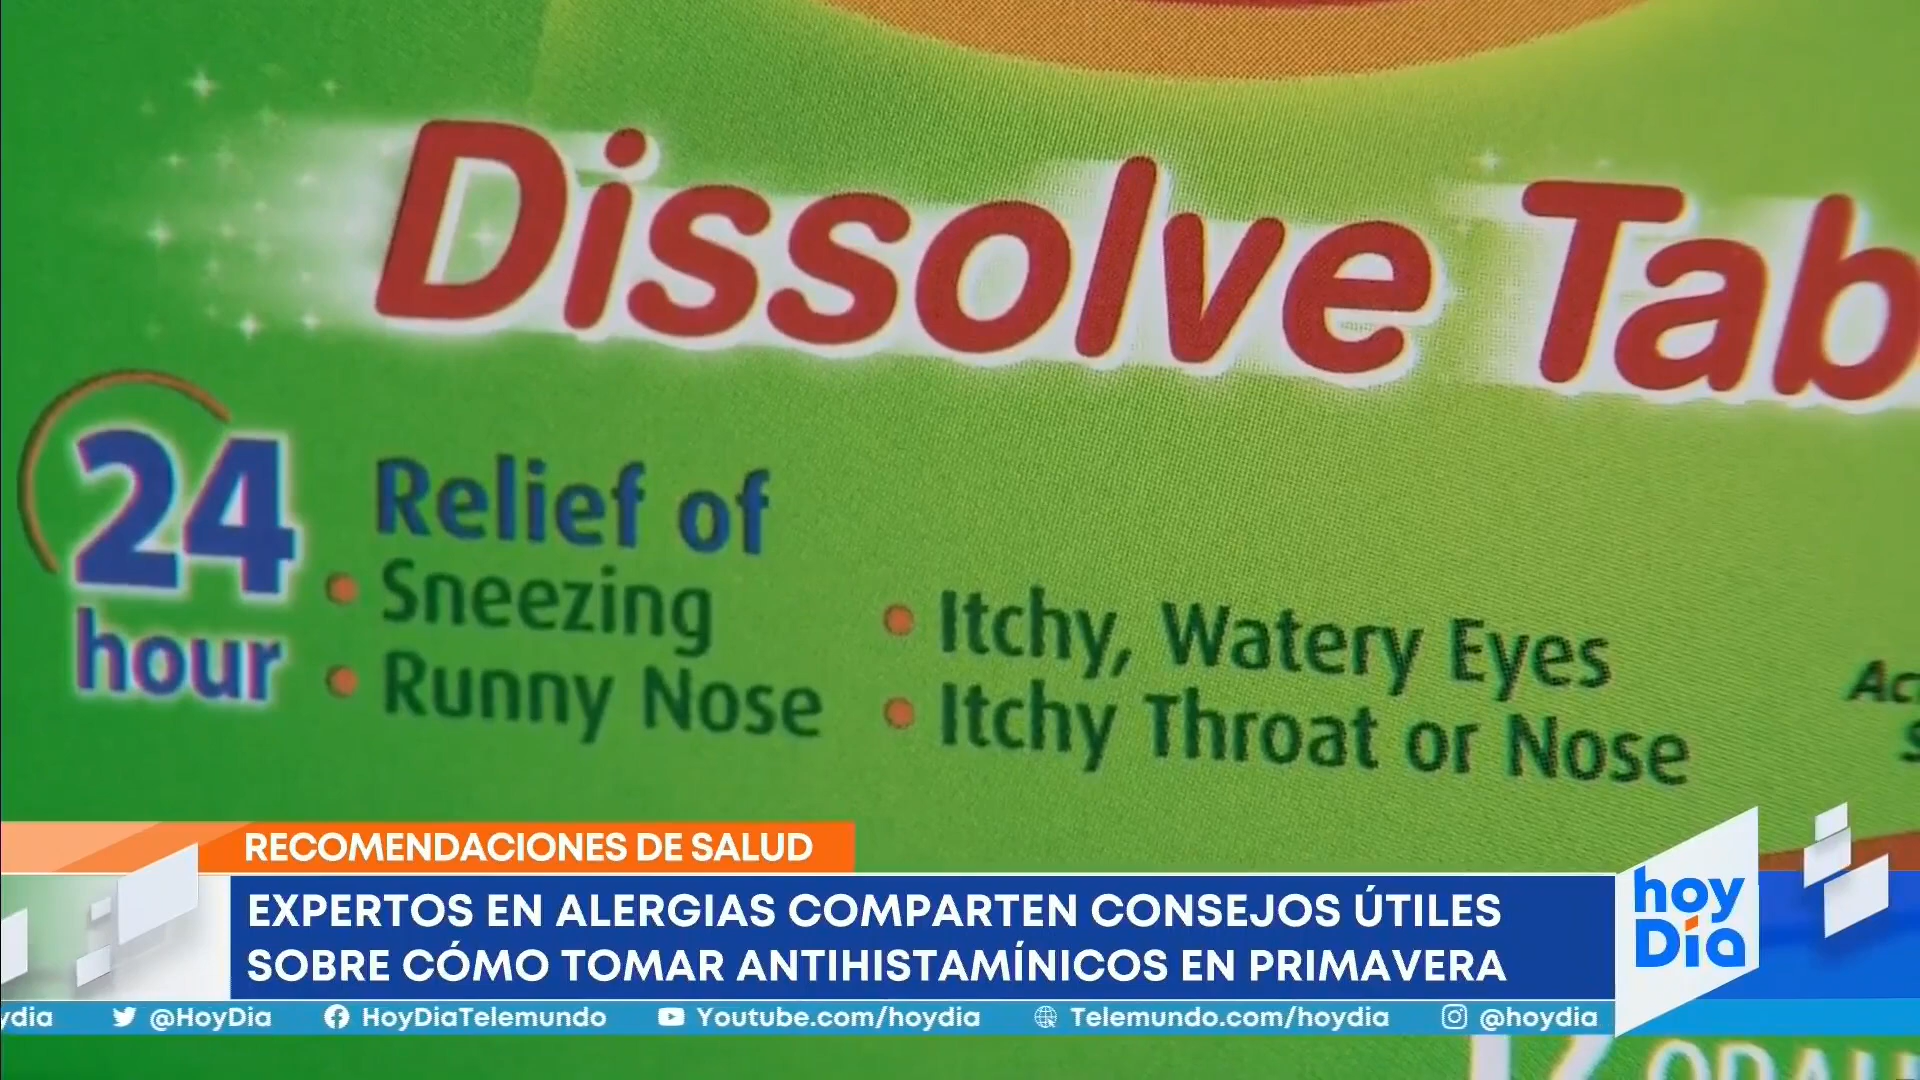 Dissolve Tab
24
hour
Relief of
Sneezing
Runny Nose
Itchy, Watery Eyes
Itchy Throat or Nose
RECOMENDACIONES DE SALUD
EXPERTOS EN ALERGIAS COMPARTEN CONSEJOS ÚTILES
SOBRE CÓMO TOMAR ANTIHISTAMÍNICOS EN PRIMAVERA
hoy
Día
ydia @HoyDia HoyDiaTelemundo Youtube.com/hoydia Telemundo.com/hoydia @hoydia